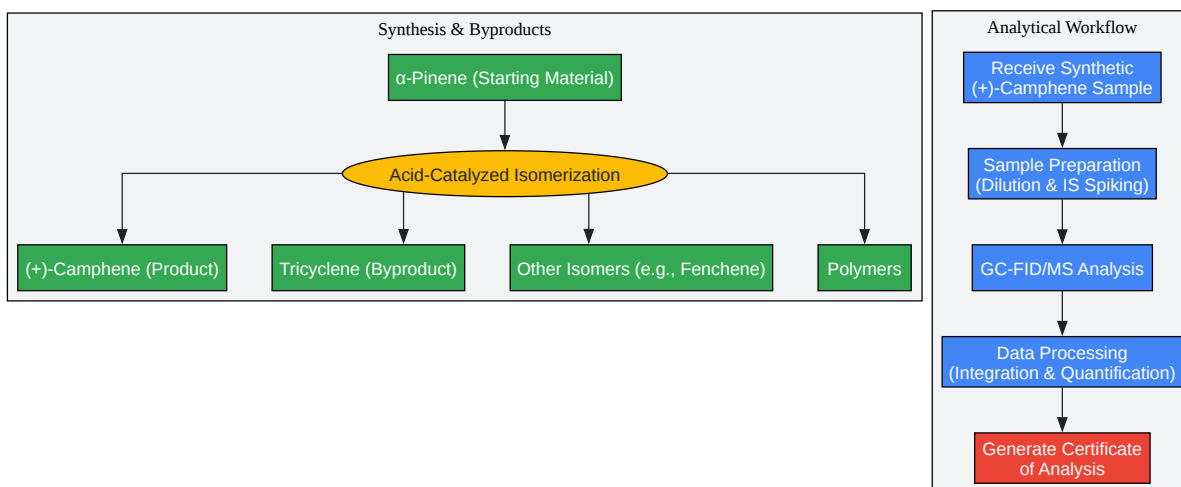 Synthesis & Byproducts
α-Pinene (Starting Material)
Acid-Catalyzed Isomerization
(+)-Camphene (Product)
Tricyclene (Byproduct)
Other Isomers (e.g., Fenchene)
Polymers
Analytical Workflow
Receive Synthetic
(+)-Camphene Sample
Sample Preparation
(Dilution & IS Spiking)
GC-FID/MS Analysis
Data Processing
(Integration & Quantification)
Generate Certificate
of Analysis